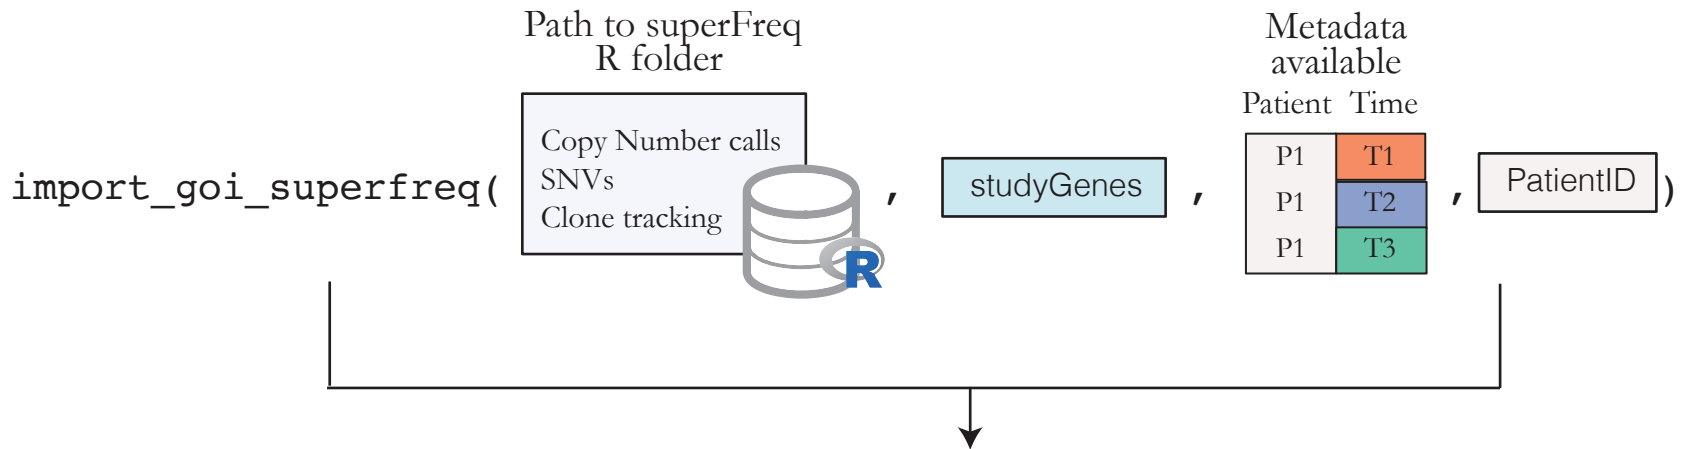 Path to superFreq
R folder
Metadata
available
Patient Time
import_goi_superfreq(
Copy Number calls
SNVs
Clone tracking
R
,
studyGenes
,
P1 T1
P1 T2
P1 T3
,
PatientID
)